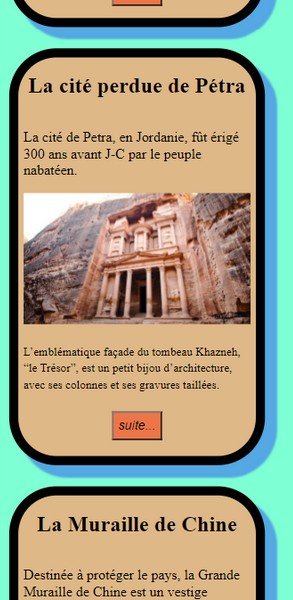 La cité perdue de Pétra
La cité de Petra, en Jordanie, fût érigé
300 ans avant J-C par le peuple
nabatéen.
L'emblématique façade du tombeau Khazneh,
“le Trésor”, est un petit bijou d'architecture,
avec ses colonnes et ses gravures taillées.
suite...
La Muraille de Chine
Destinée à protéger le pays, la Grande
Muraille de Chine est un vestige